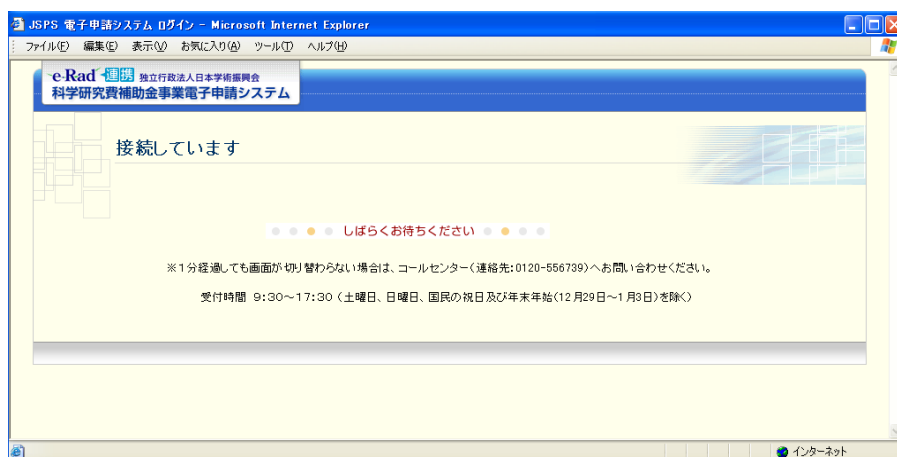 JSPS 電子申請システム ログイン - Microsoft Internet Explorer
ファイル(F) 編集(E) 表示(V) お気に入り(A) ツール(T) ヘルプ(H)
e-Rad 連携 独立行政法人日本学術振興会
科学研究費補助金事業電子申請システム
接続しています
しばらくお待ちください
※1分経過しても画面が切り替わらない場合は、コールセンター(連絡先:0120-556739)へお問い合わせください。
受付時間 9:30～17:30 (土曜日、日曜日、国民の祝日及び年末年始(12月29日～1月3日)を除く)
インターネット